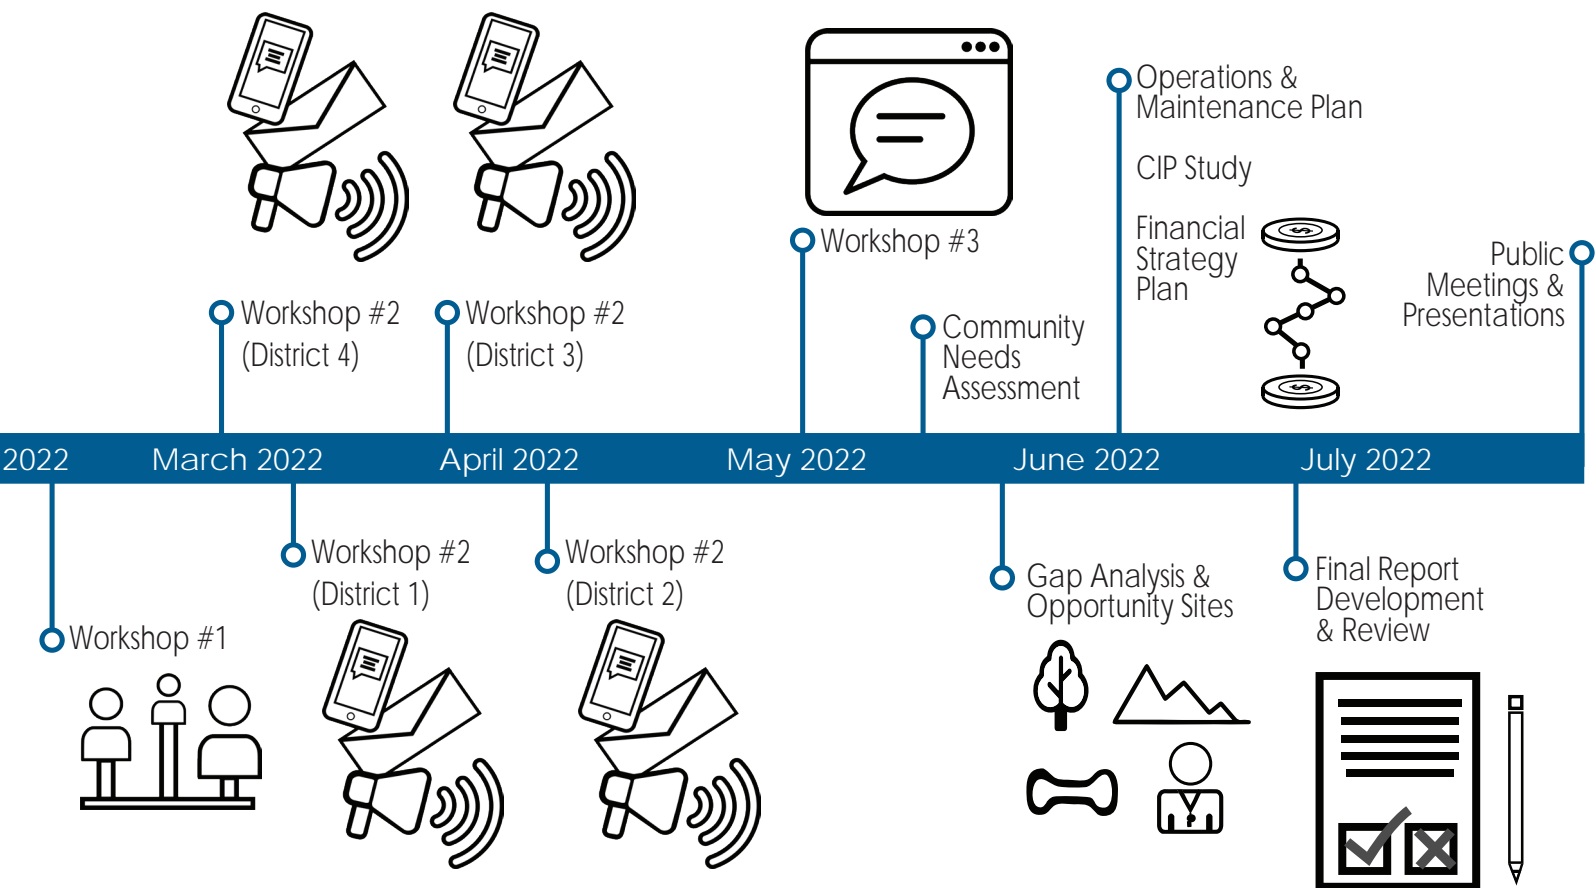 Operations &
Maintenance Plan
CIP Study
Financial
Strategy
Plan
Workshop #3
Public
Meetings &
Presentations
Workshop #2
(District 4)
Workshop #2
(District 3)
Community
Needs
Assessment
2022
March 2022
April 2022
May 2022
June 2022
July 2022
Workshop #2
(District 1)
Workshop #2
(District 2)
Gap Analysis &
Opportunity Sites
Final Report
Development
& Review
Workshop #1
$
$